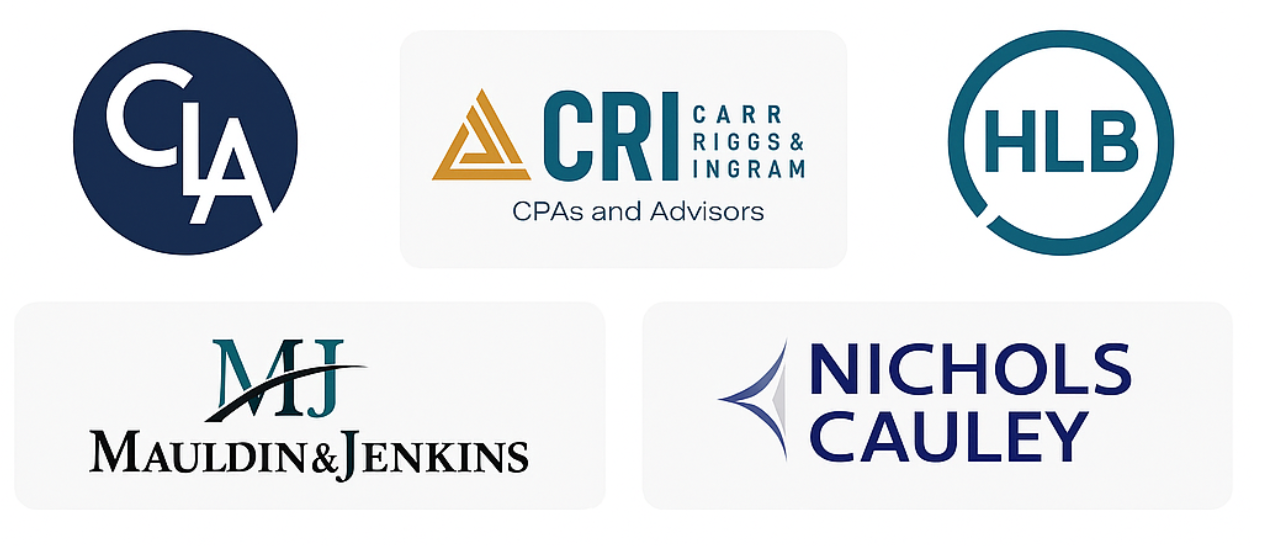 CLA
CRI
CARR
RIGGS &
INGRAM
CPAs and Advisors
HLB
MJ
MAULDIN & JENKINS
NICHOLS
CAULEY